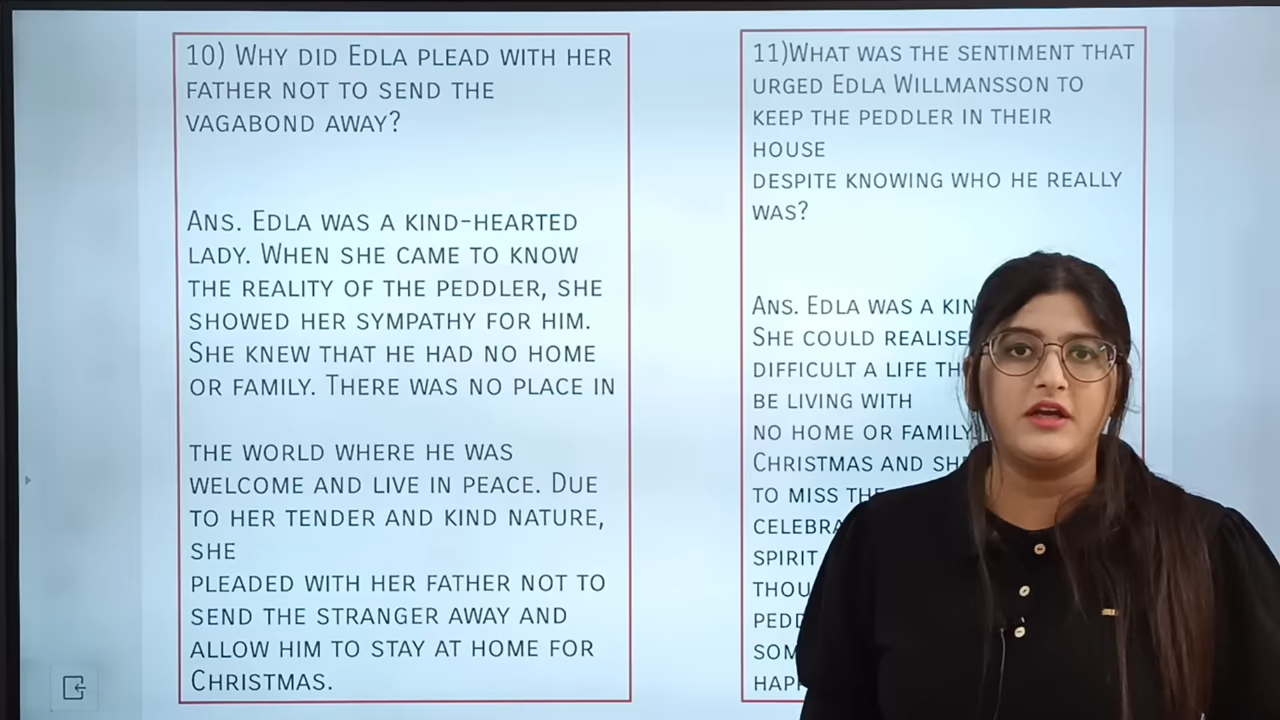 10) Why did Edla plead with her
father not to send the
vagabond away?
Ans. Edla was a kind-hearted
lady. When she came to know
the reality of the peddler, she
showed her sympathy for him.
She knew that he had no home
or family. There was no place in
the world where he was
welcome and live in peace. Due
to her tender and kind nature,
she
pleaded with her father not to
send the stranger away and
allow him to stay at home for
Christmas.
11)What was the sentiment that
urged Edla Willmansson to
keep the peddler in their
house
despite knowing who he really
was?
Ans. Edla was a
She could realise
difficult a life
be living with
no home or family
Christmas and
to miss the
spirit